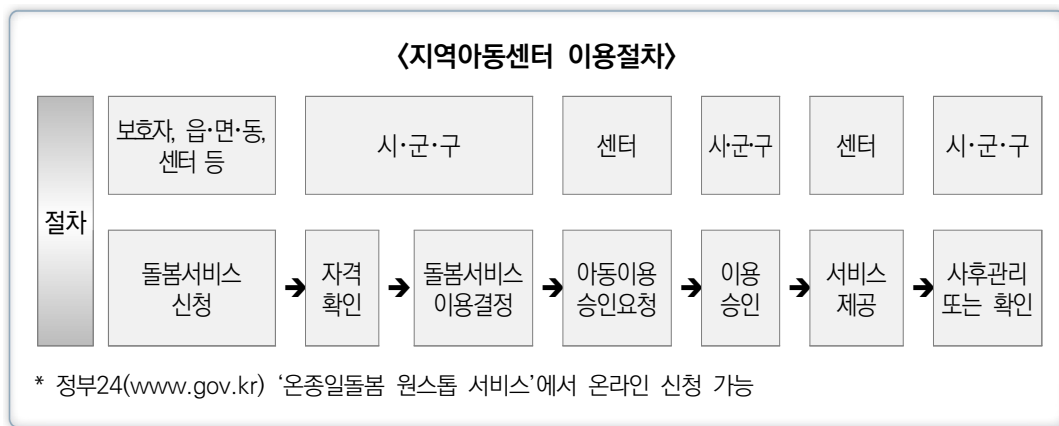 〈지역아동센터 이용절차〉
절차
보호자, 읍·면·동,
센터 등
시·군·구
센터
시·군·구
센터
시·군·구
돌봄서비스
신청
➔
자격
확인
➔
돌봄서비스
이용결정
➔
아동이용
승인요청
➔
이용
승인
➔
서비스
제공
➔
사후관리
또는 확인
* 정부24(www.gov.kr) ‘온종일돌봄 원스톱 서비스’에서 온라인 신청 가능